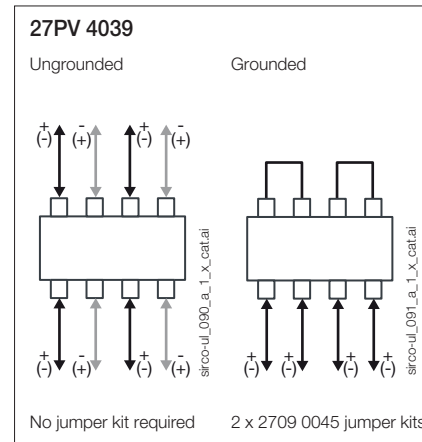 27PV 4039
Ungrounded Grounded
+ - + -
(-) (+) (-) (+)
sirco-ul_090_a_1_x_cat.ai
sirco-ul_091_a_1_x_cat.ai
+ - + - + + + +
(-) (+) (-) (+) (-) (-) (-) (-)
No jumper kit required 2 x 2709 0045 jumper kits